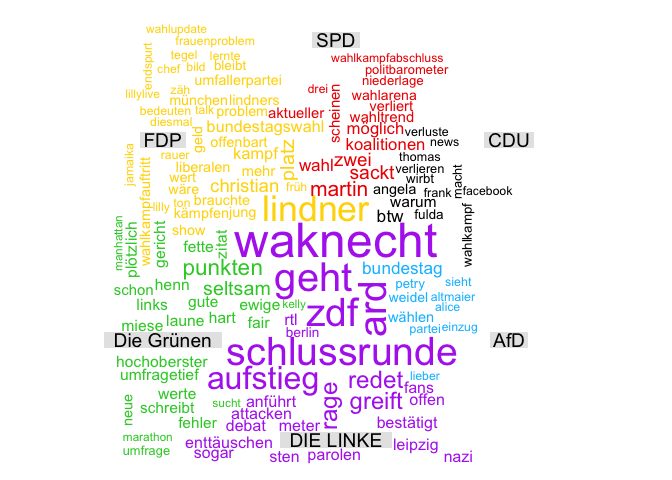 wahlupdate
SPD
frauenproblem
tegel lernte
wahlkampfabschluss
endspurt
chef bild bleibt
politbarometer
umfallerpartei
niederlage
lillylive
zäh
drei
wahlarena
münchenlindners
verliert
bedeuten talk problem
aktueller
scheinen
wahltrend
diesmal
geld
bundestagswahl
möglich
verluste
FDP
offenbart
platz
koalitionen
news
CDU
jamaika
rauer
kampf
zwei
thomas
wahlkampfauftritt
liberalen
mehr
wahl
sackt
verlieren
wert
wirbt
macht
wäre
christian
früh
martin
angela
frank
facebook
lilly
ton
brauchte
lindner
warum
kämpfenjung
btw
fulda
wahlkampf
manhattan
plötzlich
gericht
show
zitat
waknecht
fette
punkten
geht
bundestag
schon
henn
seltsam
ard
petry
sieht
links
gute
ewige
kelly
zdf
weidel
altmaier
alice
miese
laune
hart
fair
rtl
wählen
berlin
partei
einzug
Die Grünen
AfD
schlussrunde
hochoberster
umfragetief
aufstieg
redet
lieber
fans
neue
werte
sucht
anführt
rage
greift
offen
schreibt
attacken
fehler
debat
meter
bestätigt
marathon
enttäuschen
DIE LINKE
leipzig
umfrage
sogar
sten
parolen
nazi